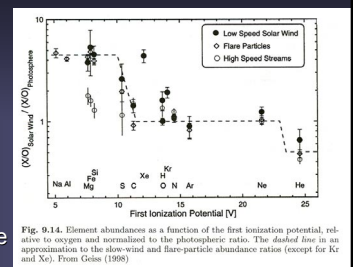 10
● Low Speed Solar Wind
◇ Flare Particles
○ High Speed Streams
(X/O)Solar Wind / (X/O)Photosphere
1
Kr
Si
Fe Xe H
Na Al Mg S C O N Ar Ne He
5 10 15 20 25
First Ionization Potential [V]
Fig. 9.14. Element abundances as a function of the first ionization potential, rel-
ative to oxygen and normalized to the photospheric ratio. The dashed line in an
approximation to the slow-wind and flare-particle abundance ratios (except for Kr
and Xe). From Geiss (1998)
e